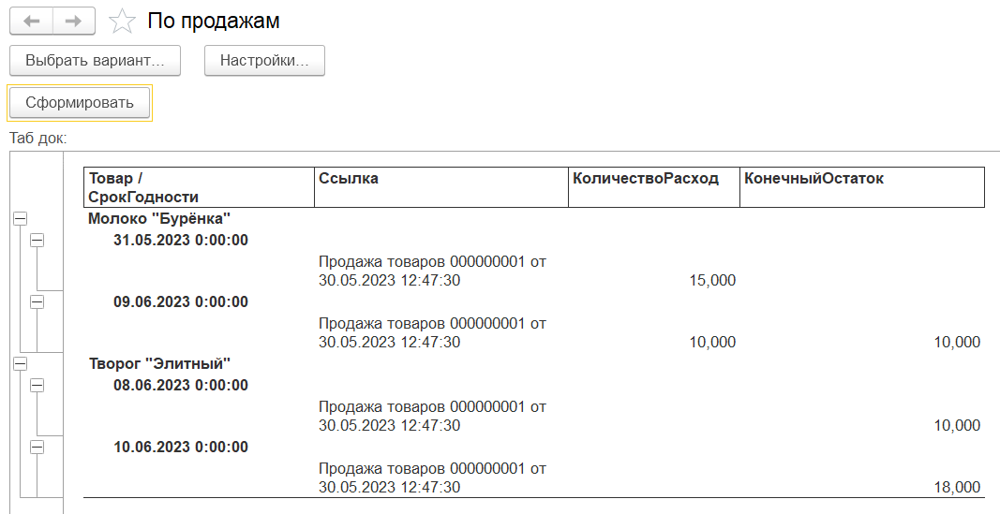 По продажам
Выбрать вариант... Настройки...
Сформировать
Таб док:
Товар / Ссылка КоличествоРасход КонечныйОстаток
СрокГодности
Молоко "Бурёнка"
31.05.2023 0:00:00
Продажа товаров 000000001 от
30.05.2023 12:47:30 15,000
09.06.2023 0:00:00
Продажа товаров 000000001 от
30.05.2023 12:47:30 10,000 10,000
Творог "Элитный"
08.06.2023 0:00:00
Продажа товаров 000000001 от
30.05.2023 12:47:30 10,000
10.06.2023 0:00:00
Продажа товаров 000000001 от
30.05.2023 12:47:30 18,000